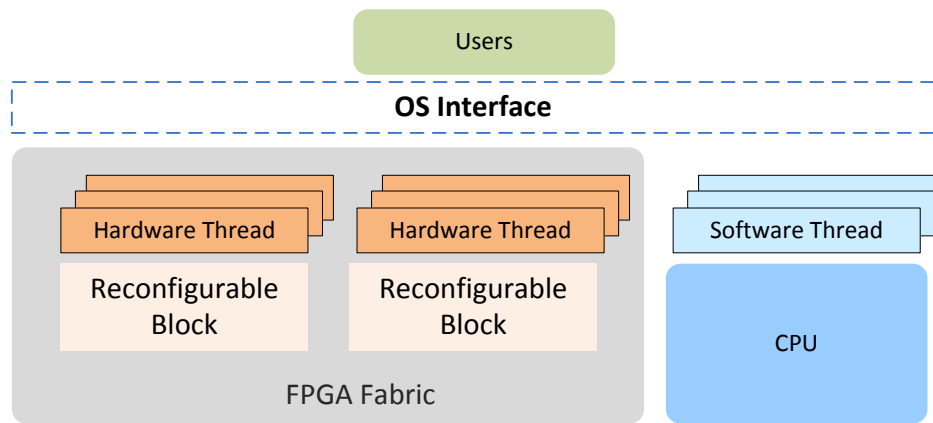 Users
OS Interface
Hardware Thread
Hardware Thread
Software Thread
Reconfigurable
Block
Reconfigurable
Block
CPU
FPGA Fabric